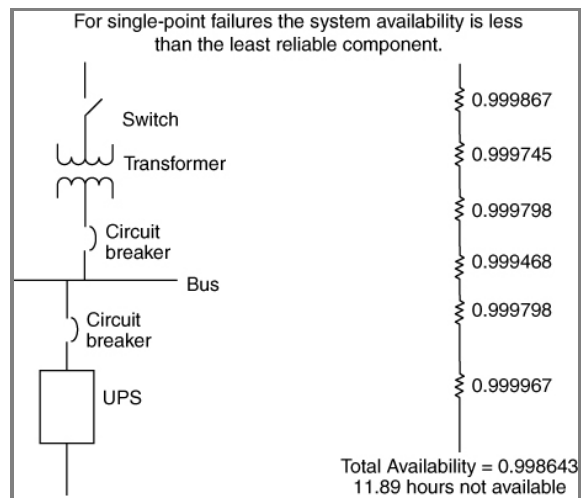 For single-point failures the system availability is less
than the least reliable component.
Switch
Transformer
Circuit
breaker
Bus
Circuit
breaker
UPS
0.999867
0.999745
0.999798
0.999468
0.999798
0.999967
Total Availability = 0.998643
11.89 hours not available